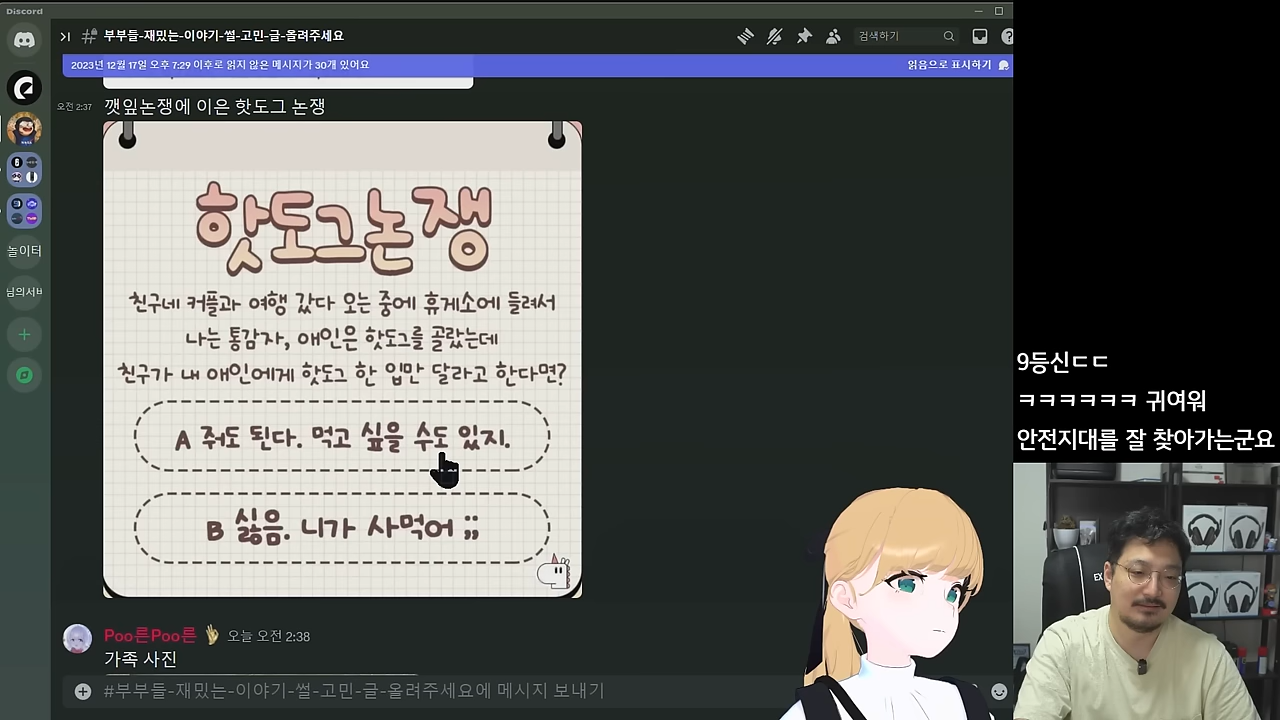 Discord
부부들-재밌는-이야기-썰-고민-글-올려주세요
검색하기
2023년 12월 17일 오후 7:29 이후로 읽지 않은 메시지가 30개 있어요
읽음으로 표시하기
오전 2:37
깻잎논쟁에 이은 핫도그 논쟁
핫도그논쟁
친구네 커플과 여행 갔다 오는 중에 휴게소에 들려서
나는 통감자, 애인은 핫도그를 골랐는데
친구가 내 애인에게 핫도그 한 입만 달라고 한다면?
A 줘도 된다. 먹고 싶을 수도 있지.
B 싫음. 니가 사먹어 ;;
놀이터
님의서버
Poo른Poo른
오늘 오전 2:38
가족 사진
#부부들-재밌는-이야기-썰-고민-글-올려주세요에 메시지 보내기
9등신ㄷㄷ
ㅋㅋㅋㅋㅋㅋ 귀여워
안전지대를 잘 찾아가는군요
EX